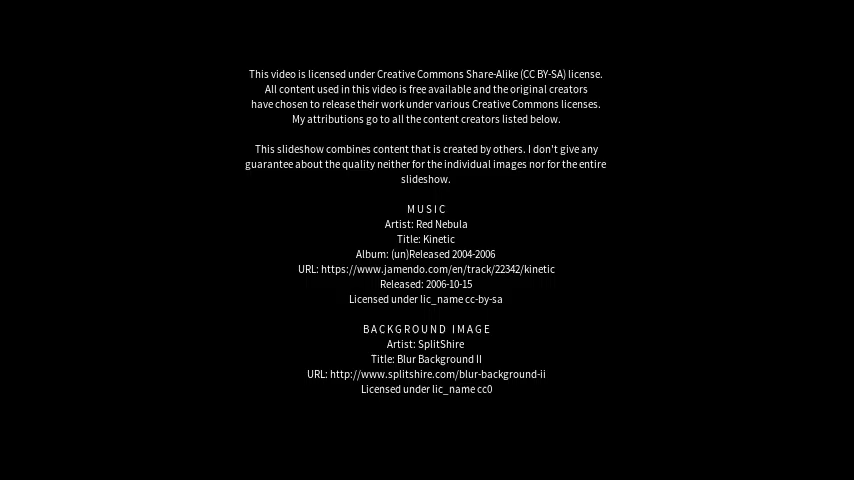 This video is licensed under Creative Commons Share-Alike (CC BY-SA) license.
All content used in this video is free available and the original creators
have chosen to release their work under various Creative Commons licenses.
My attributions go to all the content creators listed below.
This slideshow combines content that is created by others. I don't give any
guarantee about the quality neither for the individual images nor for the entire
slideshow.
MUSIC
Artist: Red Nebula
Title: Kinetic
Album: (un)Released 2004-2006
URL: https://www.jamendo.com/en/track/22342/kinetic
Released: 2006-10-15
Licensed under lic_name cc-by-sa
BACKGROUND IMAGE
Artist: SplitShire
Title: Blur Background II
URL: http://www.splitshire.com/blur-background-ii
Licensed under lic_name cc0